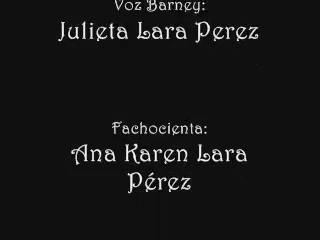 Voz Barney:
Julieta Lara Perez
Fachocienta:
Ana Karen Lara
Pérez